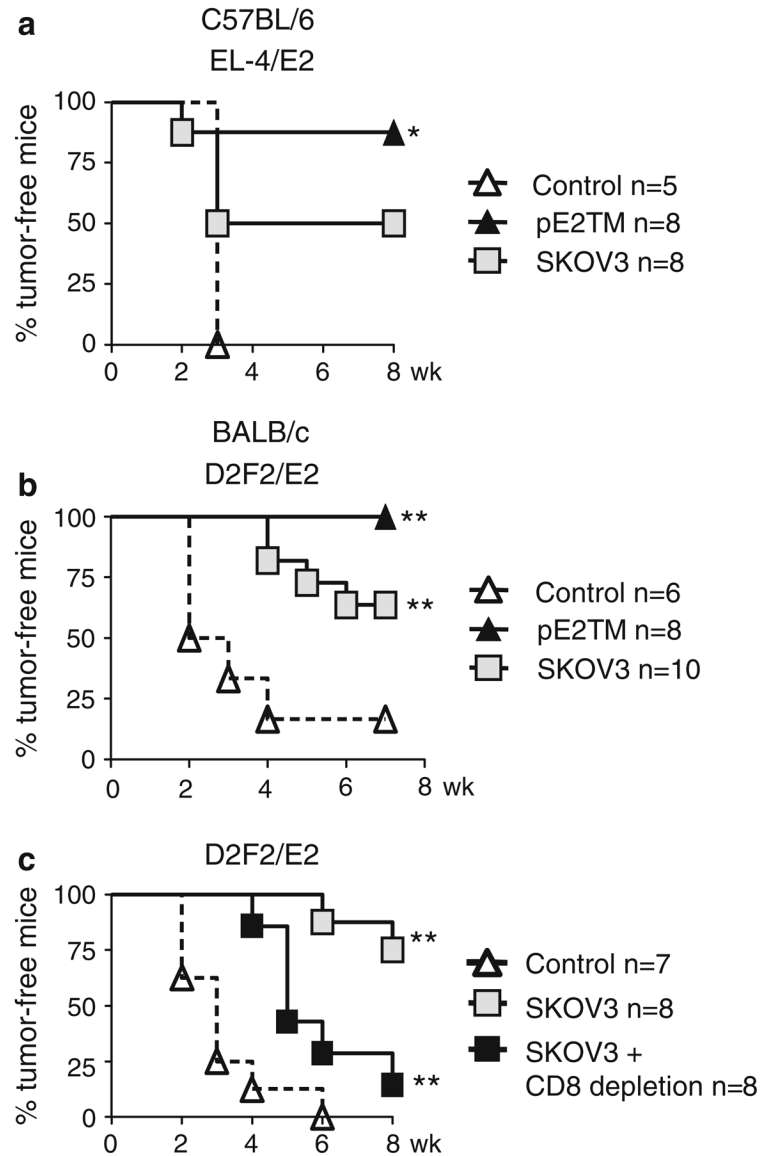 a
C57BL/6
EL-4/E2
% tumor-free mice
100
75
50
25
0
0 2 4 6 8 wk
*
Control n=5
pE2TM n=8
SKOV3 n=8
b
BALB/c
D2F2/E2
% tumor-free mice
100
75
50
25
0
0 2 4 6 8 wk
**
**
Control n=6
pE2TM n=8
SKOV3 n=10
c
D2F2/E2
% tumor-free mice
100
75
50
25
0
0 2 4 6 8 wk
**
**
Control n=7
SKOV3 n=8
SKOV3 +
CD8 depletion n=8